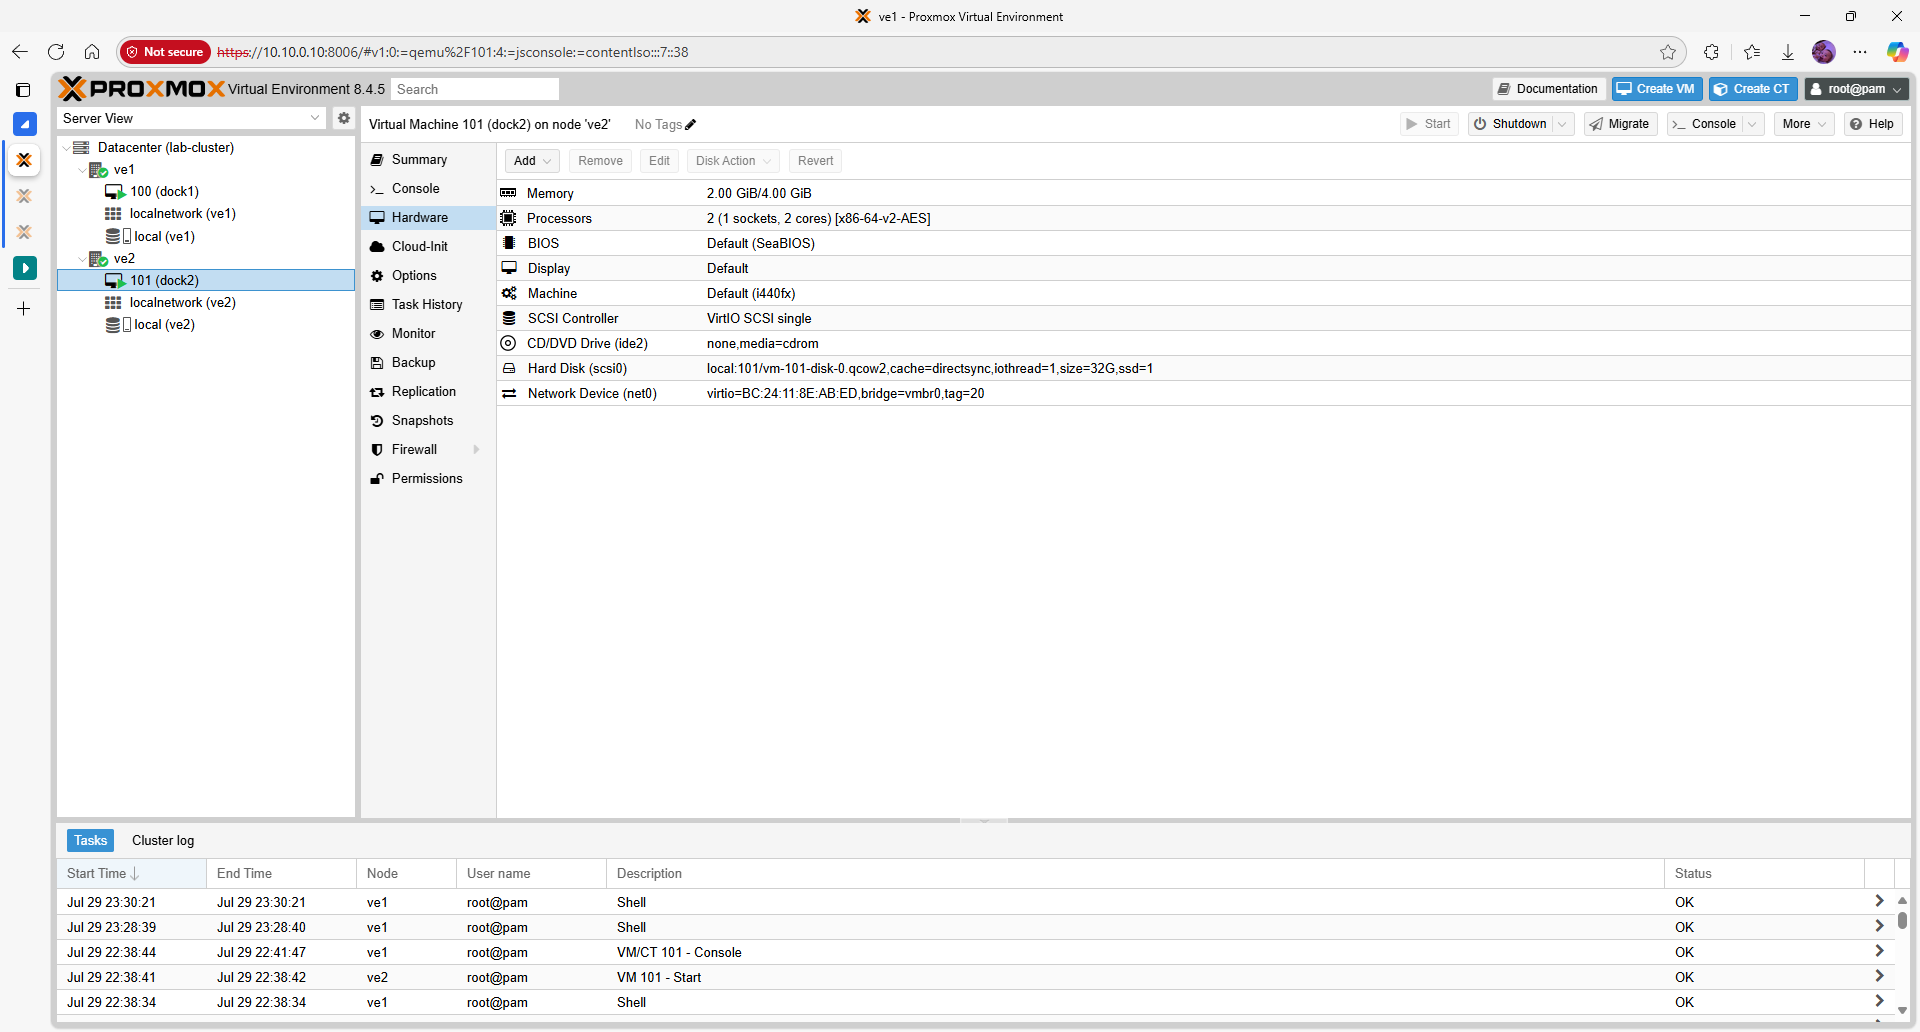 ve1 - Proxmox Virtual Environment
Not secure https://10.10.0.10:8006/#v1:0:=qemu%2F101:4:=jsconsole:=contentIso:::7::38
PROXMOX Virtual Environment 8.4.5 Search Documentation Create VM Create CT root@pam
Server View
Virtual Machine 101 (dock2) on node 've2' No Tags Start Shutdown Migrate Console More Help
Datacenter (lab-cluster)
ve1
100 (dock1)
localnetwork (ve1)
local (ve1)
ve2
101 (dock2)
localnetwork (ve2)
local (ve2)
Summary
Console
Hardware
Cloud-Init
Options
Task History
Monitor
Backup
Replication
Snapshots
Firewall
Permissions
Add Remove Edit Disk Action Revert
Memory 2.00 GiB/4.00 GiB
Processors 2 (1 sockets, 2 cores) [x86-64-v2-AES]
BIOS Default (SeaBIOS)
Display Default
Machine Default (i440fx)
SCSI Controller VirtIO SCSI single
CD/DVD Drive (ide2) none,media=cdrom
Hard Disk (scsi0) local:101/vm-101-disk-0.qcow2,cache=directsync,iothread=1,size=32G,ssd=1
Network Device (net0) virtio=BC:24:11:8E:AB:ED,bridge=vmbr0,tag=20
Tasks Cluster log
Start Time End Time Node User name Description Status
Jul 29 23:30:21 Jul 29 23:30:21 ve1 root@pam Shell OK
Jul 29 23:28:39 Jul 29 23:28:40 ve1 root@pam Shell OK
Jul 29 22:38:44 Jul 29 22:41:47 ve1 root@pam VM/CT 101 - Console OK
Jul 29 22:38:41 Jul 29 22:38:42 ve2 root@pam VM 101 - Start OK
Jul 29 22:38:34 Jul 29 22:38:34 ve1 root@pam Shell OK